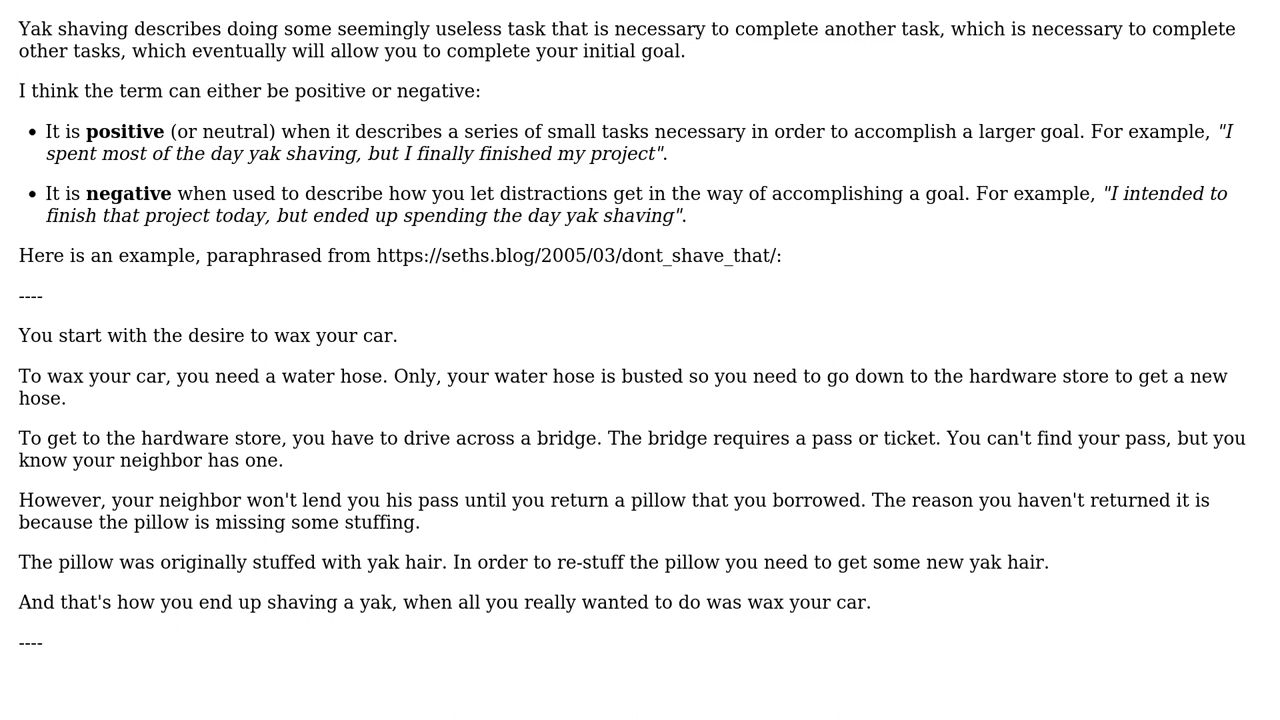 Yak shaving describes doing some seemingly useless task that is necessary to complete another task, which is necessary to complete
other tasks, which eventually will allow you to complete your initial goal.
I think the term can either be positive or negative:
• It is positive (or neutral) when it describes a series of small tasks necessary in order to accomplish a larger goal. For example, "I
spent most of the day yak shaving, but I finally finished my project".
• It is negative when used to describe how you let distractions get in the way of accomplishing a goal. For example, "I intended to
finish that project today, but ended up spending the day yak shaving".
Here is an example, paraphrased from https://seths.blog/2005/03/dont_shave_that/:
----
You start with the desire to wax your car.
To wax your car, you need a water hose. Only, your water hose is busted so you need to go down to the hardware store to get a new
hose.
To get to the hardware store, you have to drive across a bridge. The bridge requires a pass or ticket. You can't find your pass, but you
know your neighbor has one.
However, your neighbor won't lend you his pass until you return a pillow that you borrowed. The reason you haven't returned it is
because the pillow is missing some stuffing.
The pillow was originally stuffed with yak hair. In order to re-stuff the pillow you need to get some new yak hair.
And that's how you end up shaving a yak, when all you really wanted to do was wax your car.
----